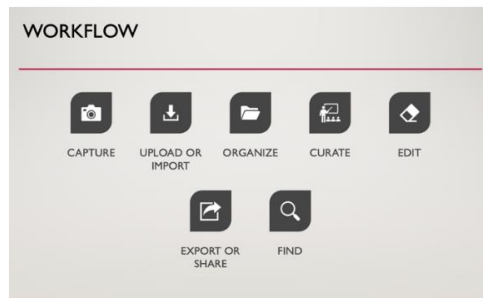 WORKFLOW
CAPTURE
UPLOAD OR
IMPORT
ORGANIZE
CURATE
EDIT
EXPORT OR
SHARE
FIND